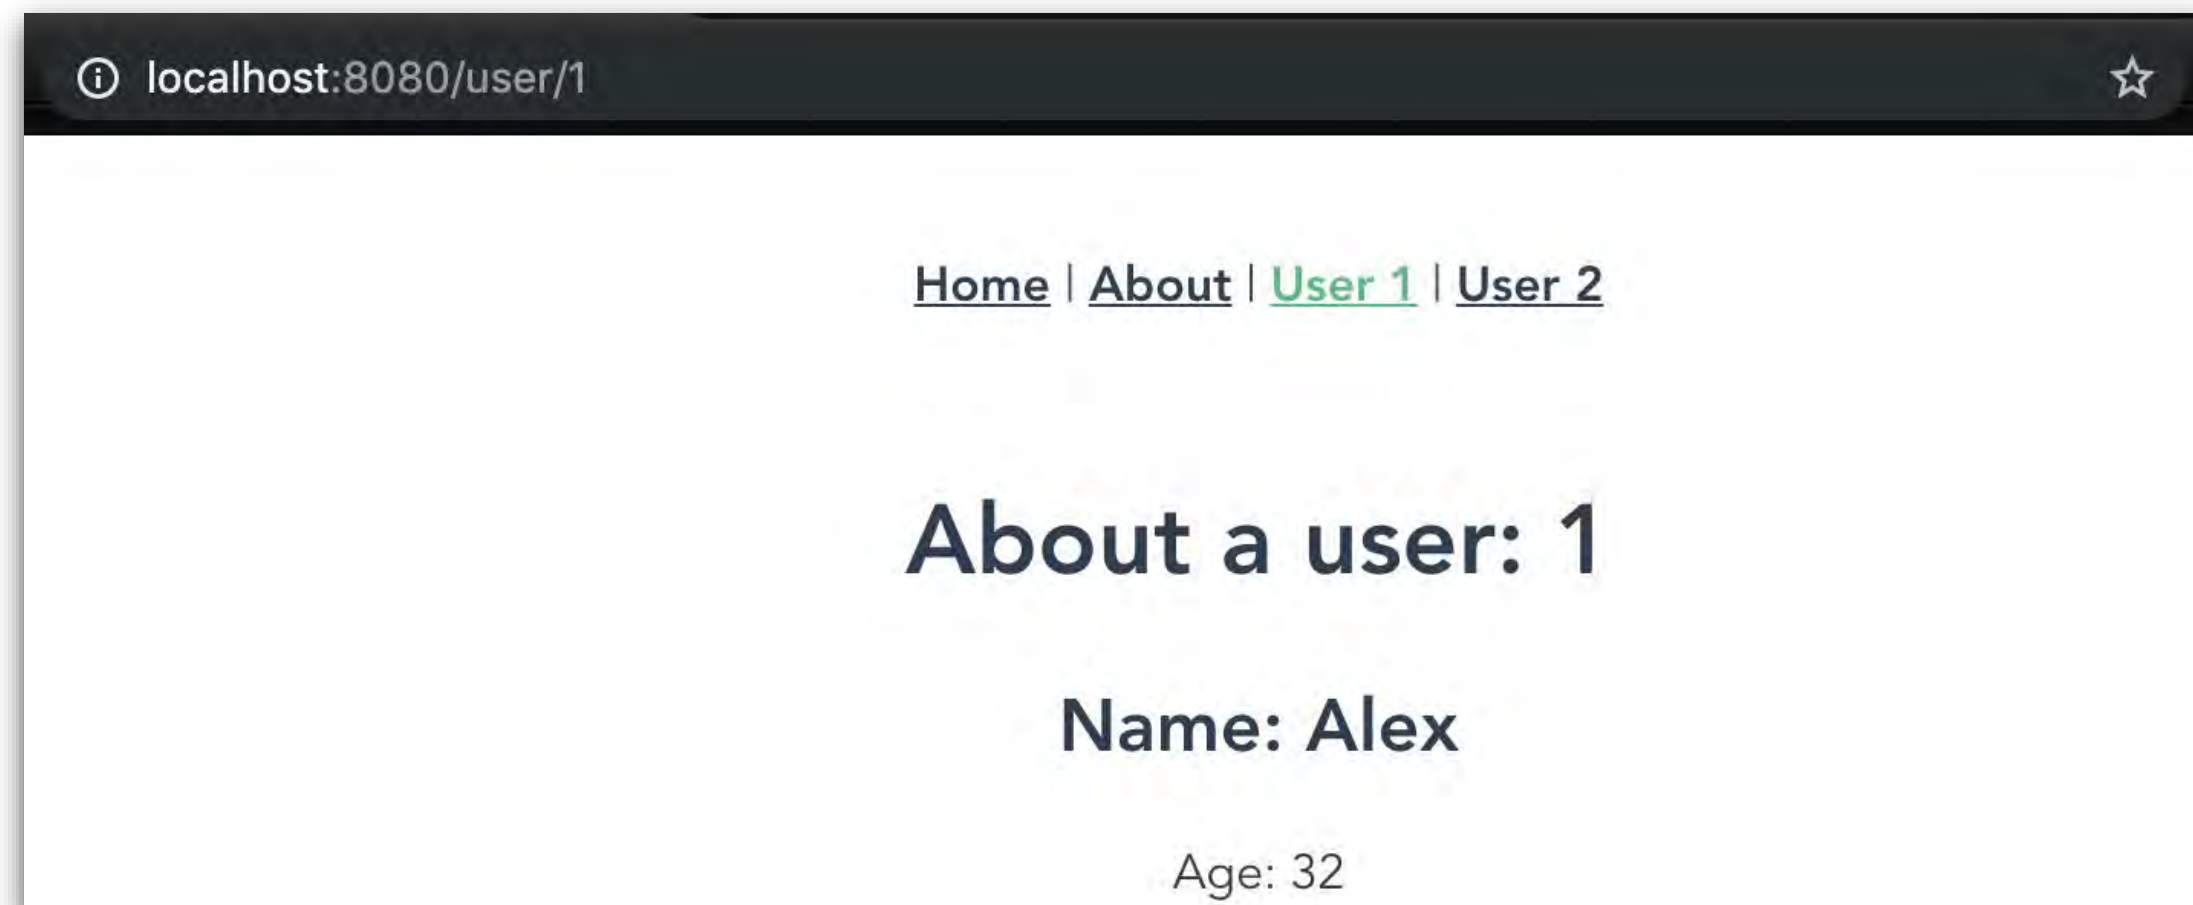 localhost:8080/user/1
Home | About | User 1 | User 2
About a user: 1
Name: Alex
Age: 32